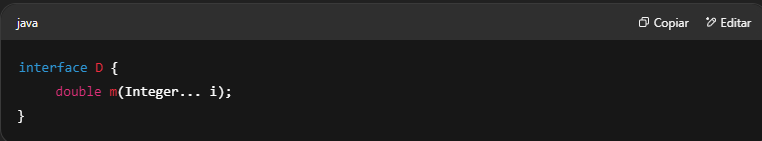 java Copiar Editar
interface D {
    double m(Integer... i);
}